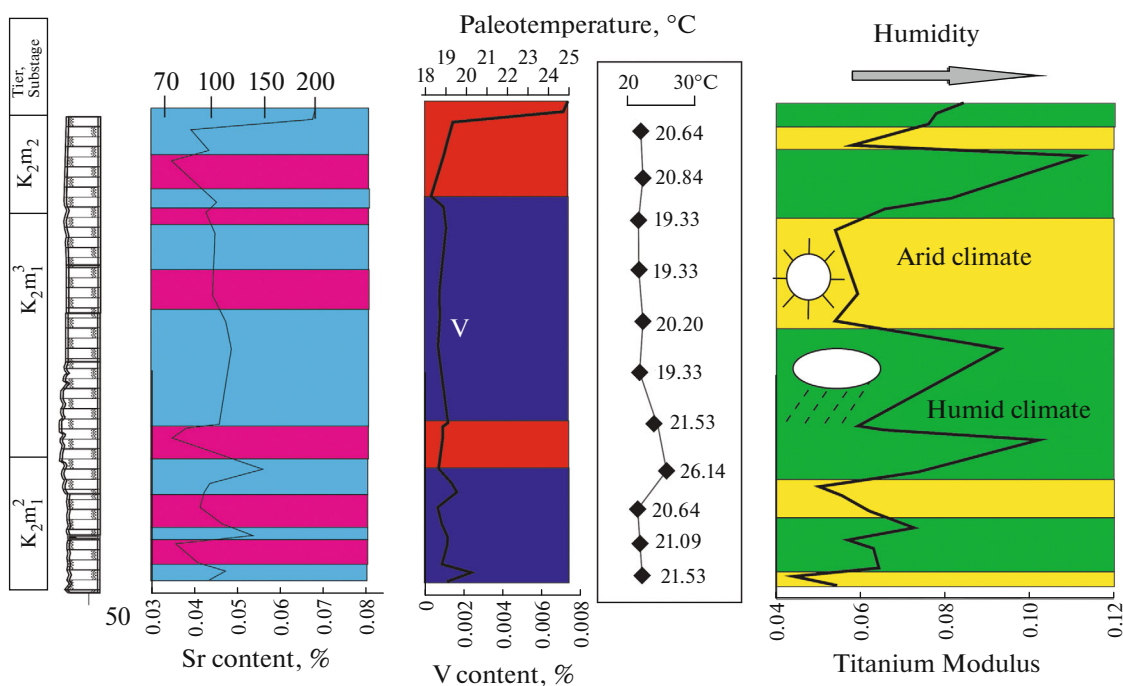 Tier,
Substage
K₂m₂
K₂m₁³
K₂m₁²
50
70 100 150 200
0.03 0.04 0.05 0.06 0.07 0.08
Sr content, %
Paleotemperature, °C
19 21 23 25
18 20 22 24
V
0 0.002 0.004 0.006 0.008
V content, %
20 30°C
20.64
20.84
19.33
19.33
20.20
19.33
21.53
26.14
20.64
21.09
21.53
Humidity
Arid climate
Humid climate
0.04 0.06 0.08 0.10 0.12
Titanium Modulus